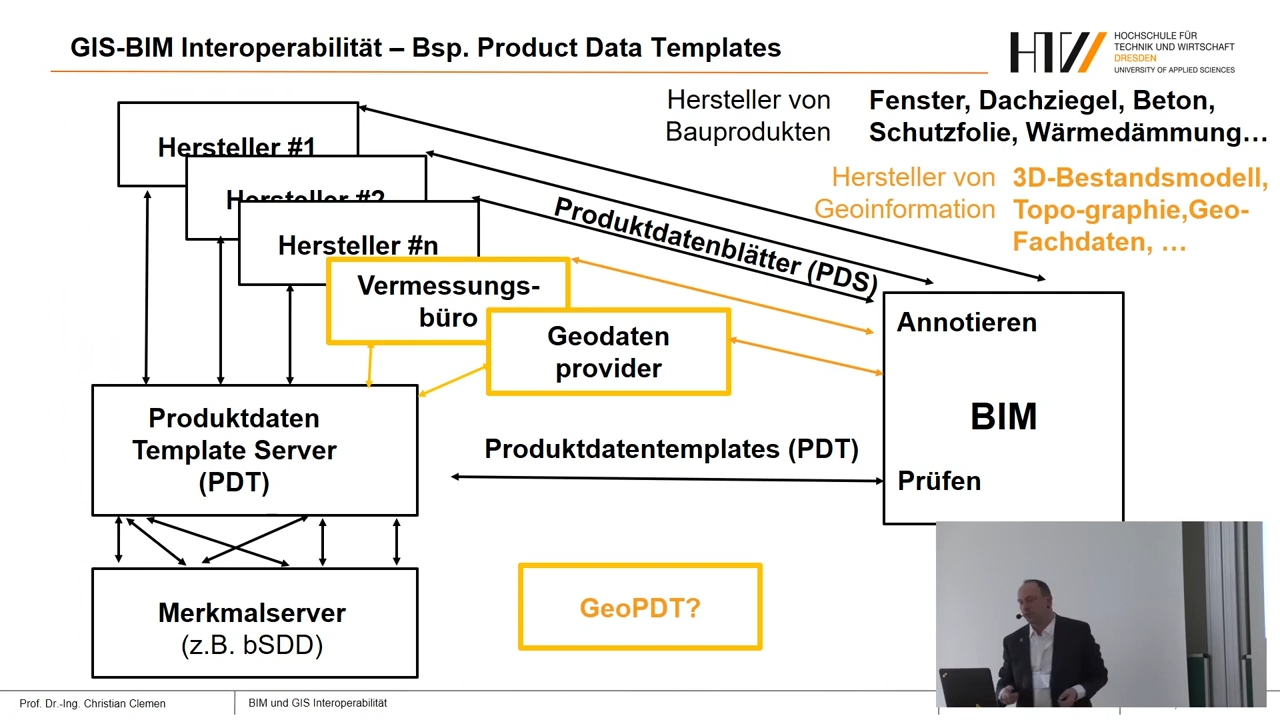 GIS-BIM Interoperabilität – Bsp. Product Data Templates
HOCHSCHULE FÜR
TECHNIK UND WIRTSCHAFT
DRESDEN
UNIVERSITY OF APPLIED SCIENCES
Hersteller von
Bauprodukten
Fenster, Dachziegel, Beton,
Schutzfolie, Wärmedämmung…
Hersteller von
Geoinformation
3D-Bestandsmodell,
Topo-graphie,Geo-
Fachdaten, …
Hersteller #1
Hersteller #2
Hersteller #n
Produktdatenblätter (PDS)
Vermessungs-
büro
Geodaten
provider
Annotieren
BIM
Prüfen
Produktdaten
Template Server
(PDT)
Produktdatentemplates (PDT)
Merkmalserver
(z.B. bSDD)
GeoPDT?
Prof. Dr.-Ing. Christian Clemen
BIM und GIS Interoperabilität